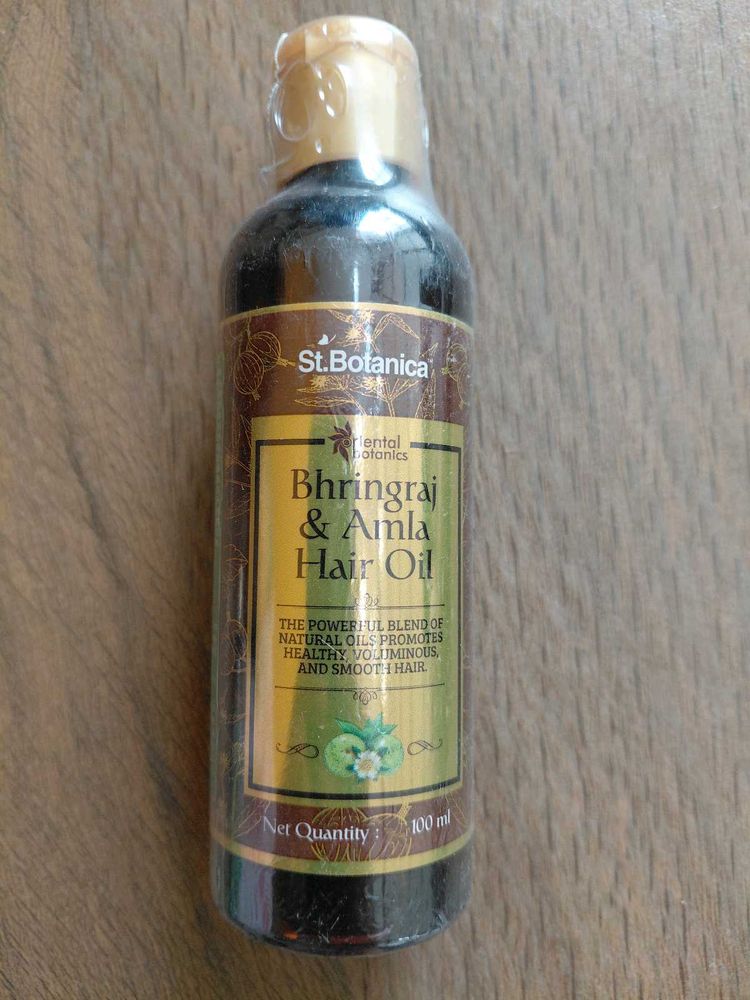 St.Botanica
Oriental
botanics
Bhringraj
& Amla
Hair Oil
THE POWERFUL BLEND OF
NATURAL OILS PROMOTES
HEALTHY, VOLUMINOUS,
AND SMOOTH HAIR.
Net Quantity : 100 ml